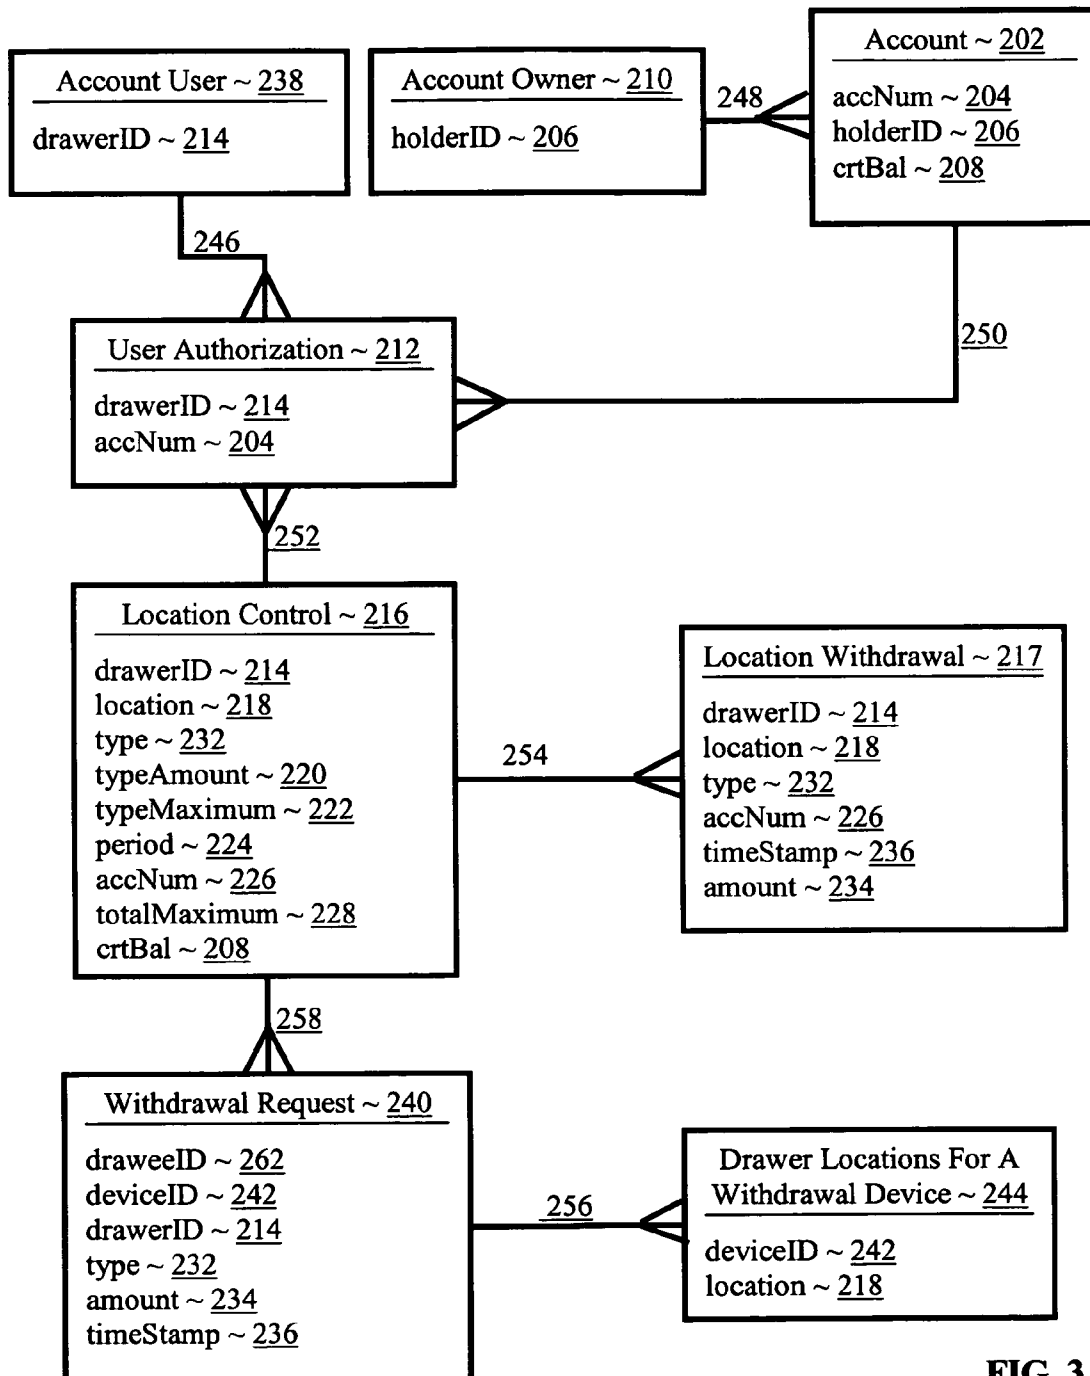 Account User ~ 238
drawerID ~ 214
Account Owner ~ 210
holderID ~ 206
248
Account ~ 202
accNum ~ 204
holderID ~ 206
crtBal ~ 208
246
250
User Authorization ~ 212
drawerID ~ 214
accNum ~ 204
252
Location Control ~ 216
drawerID ~ 214
location ~ 218
type ~ 232
typeAmount ~ 220
typeMaximum ~ 222
period ~ 224
accNum ~ 226
totalMaximum ~ 228
crtBal ~ 208
254
Location Withdrawal ~ 217
drawerID ~ 214
location ~ 218
type ~ 232
accNum ~ 226
timeStamp ~ 236
amount ~ 234
258
Withdrawal Request ~ 240
draweeID ~ 262
deviceID ~ 242
drawerID ~ 214
type ~ 232
amount ~ 234
timeStamp ~ 236
256
Drawer Locations For A
Withdrawal Device ~ 244
deviceID ~ 242
location ~ 218
FIG. 3